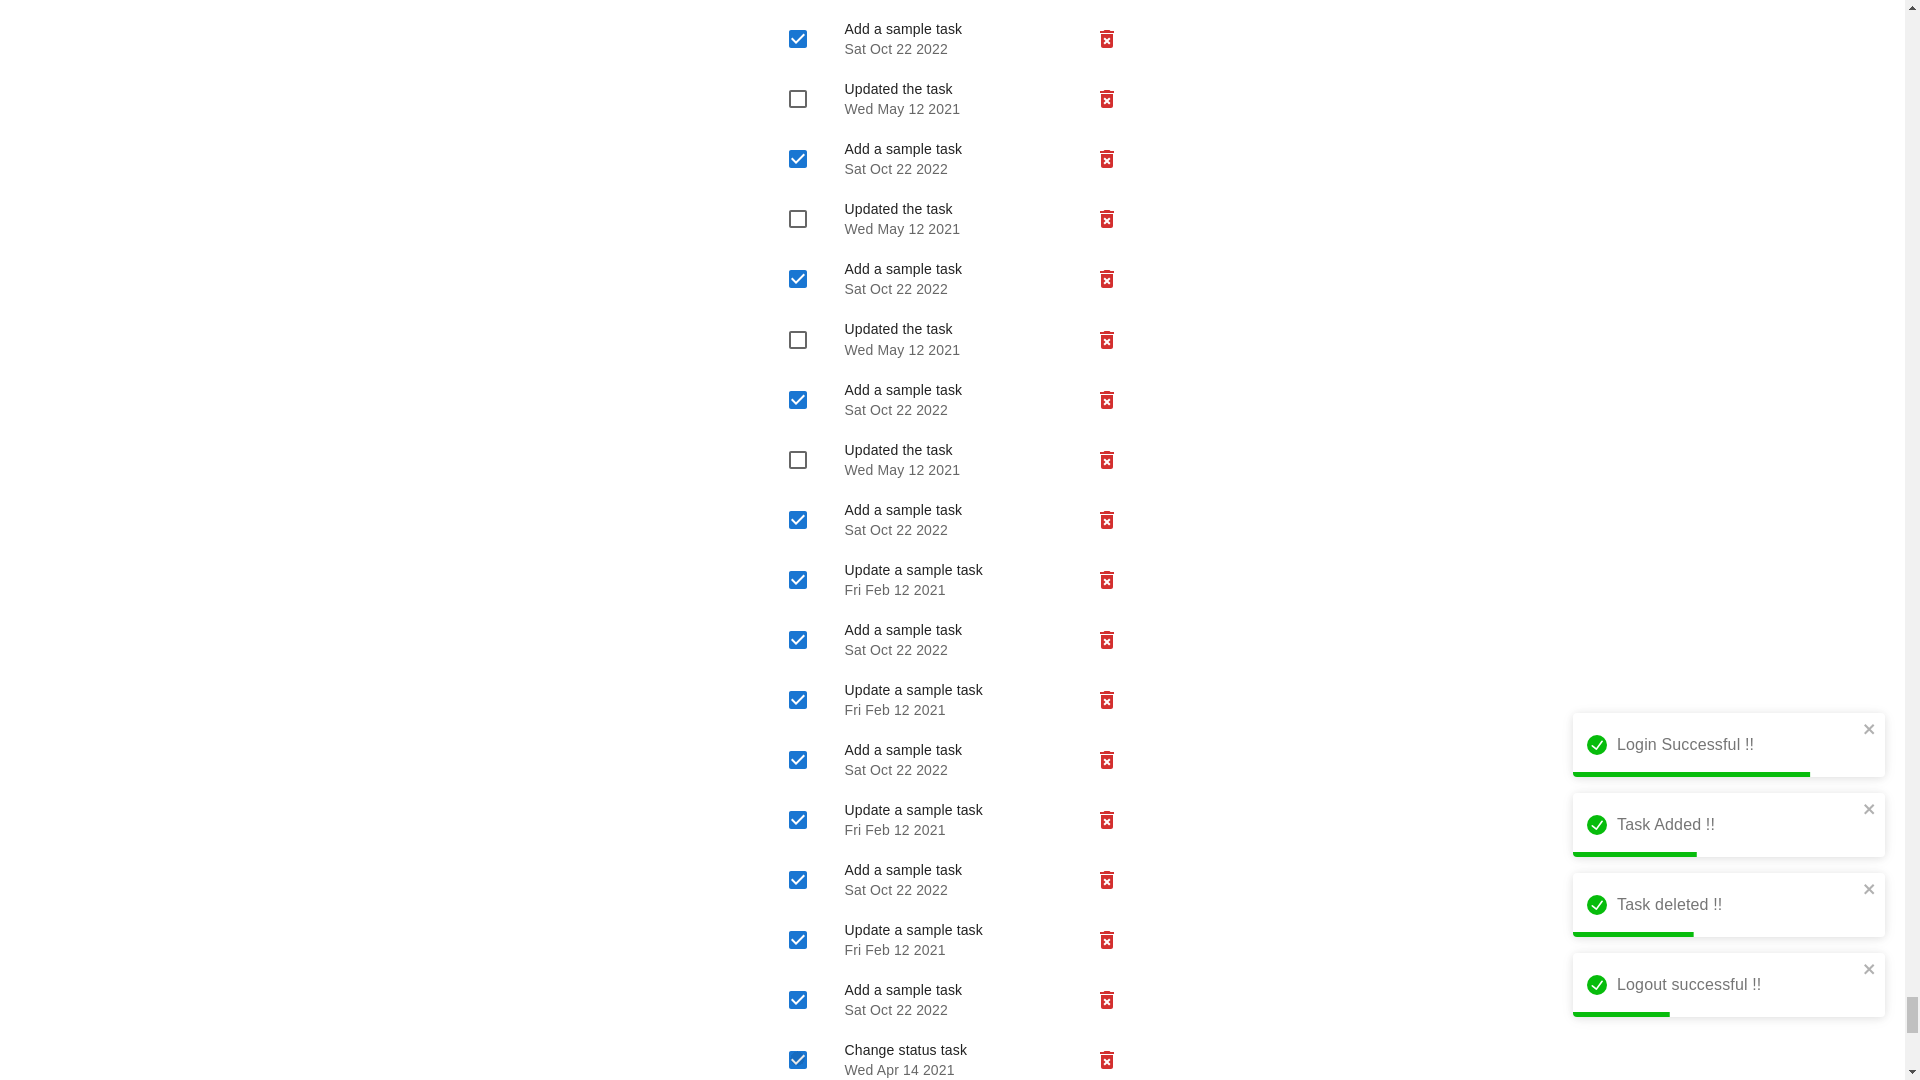 Add a sample task
Sat Oct 22 2022
Updated the task
Wed May 12 2021
Add a sample task
Sat Oct 22 2022
Updated the task
Wed May 12 2021
Add a sample task
Sat Oct 22 2022
Updated the task
Wed May 12 2021
Add a sample task
Sat Oct 22 2022
Updated the task
Wed May 12 2021
Add a sample task
Sat Oct 22 2022
Update a sample task
Fri Feb 12 2021
Add a sample task
Sat Oct 22 2022
Update a sample task
Fri Feb 12 2021
Add a sample task
Sat Oct 22 2022
Update a sample task
Fri Feb 12 2021
Add a sample task
Sat Oct 22 2022
Update a sample task
Fri Feb 12 2021
Add a sample task
Sat Oct 22 2022
Change status task
Wed Apr 14 2021
Login Successful !!
Task Added !!
Task deleted !!
Logout successful !!